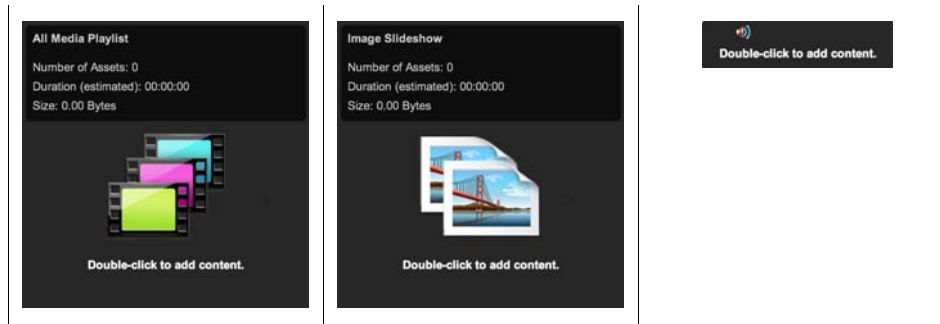 All Media Playlist
Number of Assets: 0
Duration (estimated): 00:00:00
Size: 0.00 Bytes
Double-click to add content.
Image Slideshow
Number of Assets: 0
Duration (estimated): 00:00:00
Size: 0.00 Bytes
Double-click to add content.
Double-click to add content.